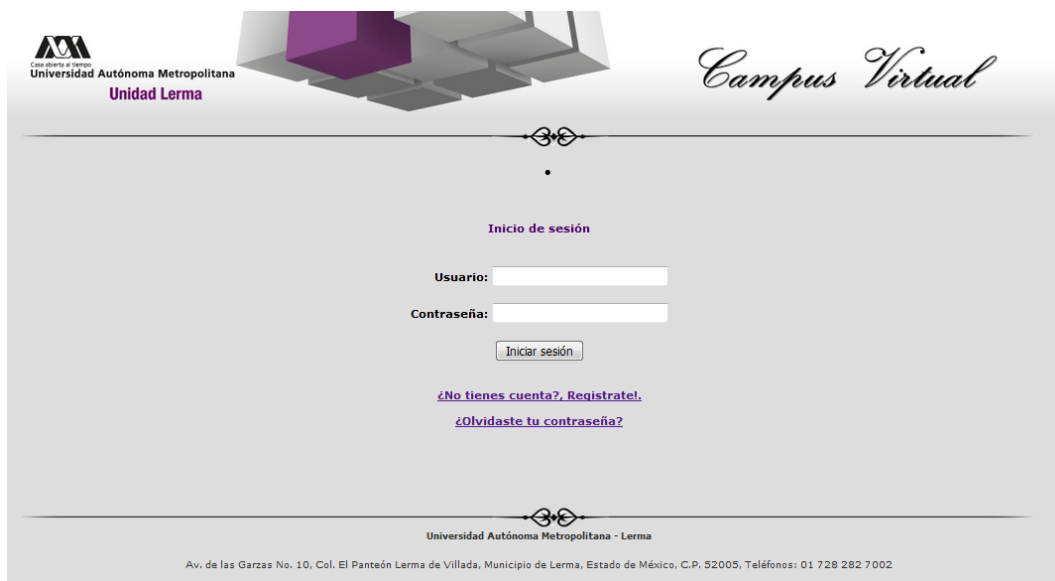 Casa abierta al tiempo
Universidad Autónoma Metropolitana
Unidad Lerma
Campus Virtual
Inicio de sesión
Usuario:
Contraseña:
Iniciar sesión
¿No tienes cuenta?, Registrate!.
¿Olvidaste tu contraseña?
Universidad Autónoma Metropolitana - Lerma
Av. de las Garzas No. 10, Col. El Panteón Lerma de Villada, Municipio de Lerma, Estado de México, C.P. 52005, Teléfonos: 01 728 282 7002